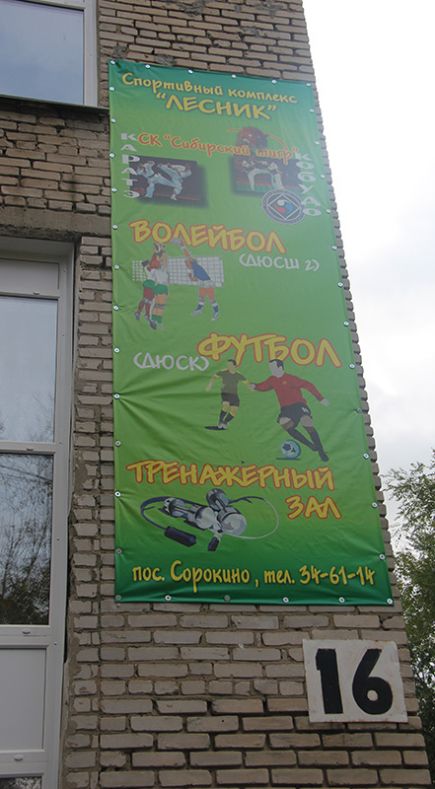 Спортивный комплекс
"ЛЕСНИК"
СК "Сибирский тигр"
КАРАТЭ
КОБУДО
ВОЛЕЙБОЛ
(ДЮСШ 2)
ФУТБОЛ
(ДЮСК)
ТРЕНАЖЕРНЫЙ
ЗАЛ
пос. Сорокино, тел. 34-61-14
16